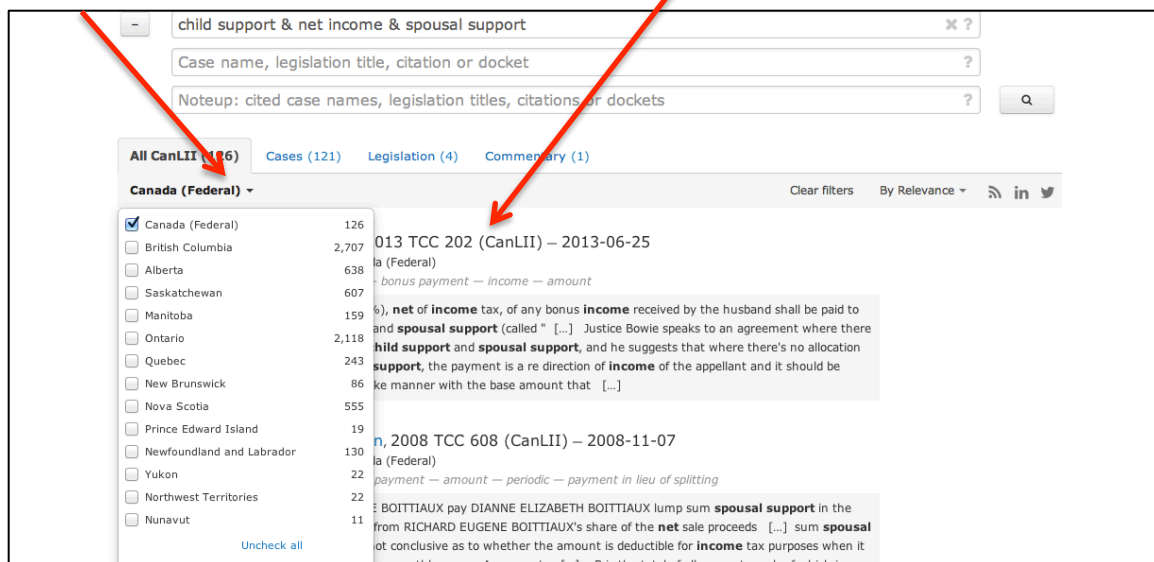 child support & net income & spousal support
Case name, legislation title, citation or docket
Noteup: cited case names, legislation titles, citations or dockets
All CanLII (126) Cases (121) Legislation (4) Commentary (1)
Canada (Federal) Clear filters By Relevance
Canada (Federal) 126
British Columbia 2,707
Alberta 638
Saskatchewan 607
Manitoba 159
Ontario 2,118
Quebec 243
New Brunswick 86
Nova Scotia 555
Prince Edward Island 19
Newfoundland and Labrador 130
Yukon 22
Northwest Territories 22
Nunavut 11
Uncheck all
013 TCC 202 (CanLII) — 2013-06-25
la (Federal)
- bonus payment — income — amount
%), net of income tax, of any bonus income received by the husband shall be paid to
and spousal support (called " [...] Justice Bowie speaks to an agreement where there
child support and spousal support, and he suggests that where there's no allocation
support, the payment is a re direction of income of the appellant and it should be
ke manner with the base amount that [...]
n, 2008 TCC 608 (CanLII) — 2008-11-07
la (Federal)
payment — amount — periodic — payment in lieu of splitting
E BOITTIAUX pay DIANNE ELIZABETH BOITTIAUX lump sum spousal support in the
from RICHARD EUGENE BOITTIAUX's share of the net sale proceeds [...] sum spousal
not conclusive as to whether the amount is deductible for income tax purposes when it